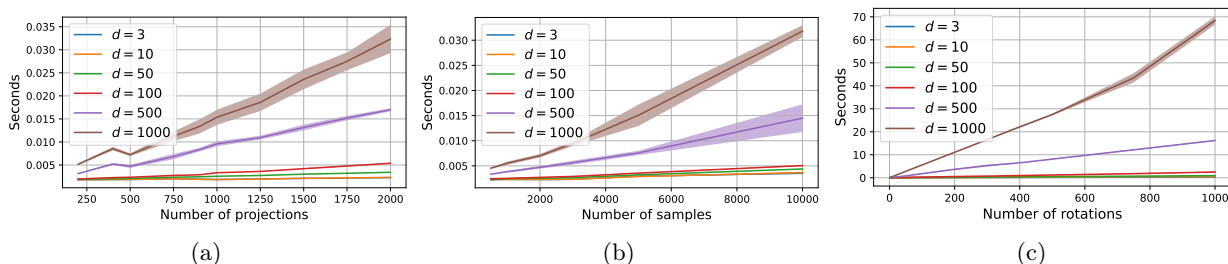 0.035
0.030
0.025
0.020
0.015
0.010
0.005
Seconds
d = 3
d = 10
d = 50
d = 100
d = 500
d = 1000
250 500 750 1000 1250 1500 1750 2000
Number of projections
(a)
0.030
0.025
0.020
0.015
0.010
0.005
Seconds
d = 3
d = 10
d = 50
d = 100
d = 500
d = 1000
2000 4000 6000 8000 10000
Number of samples
(b)
70
60
50
40
30
20
10
0
Seconds
d = 3
d = 10
d = 50
d = 100
d = 500
d = 1000
0 200 400 600 800 1000
Number of rotations
(c)